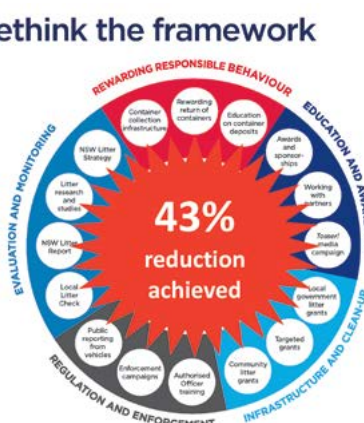 ethink the framework
REWARDING RESPONSIBLE BEHAVIOUR
Container
collection
infrastructure
Rewarding
return of
containers
Education
on container
deposits
EDUCATION AND AW
Awards
and
sponsor-
ships
Working
with
partners
Tosser!
media
campaign
INFRASTRUCTURE AND CLEAN-UP
Local
government
litter
grants
Targeted
grants
Community
litter
grants
REGULATION AND ENFORCEMENT
Authorised
Officer
training
Enforcement
campaigns
Public
reporting
from
vehicles
EVALUATION AND MONITORING
Local
Litter
Check
NSW Litter
Report
Litter
research
and
studies
NSW Litter
Strategy
43%
reduction
achieved